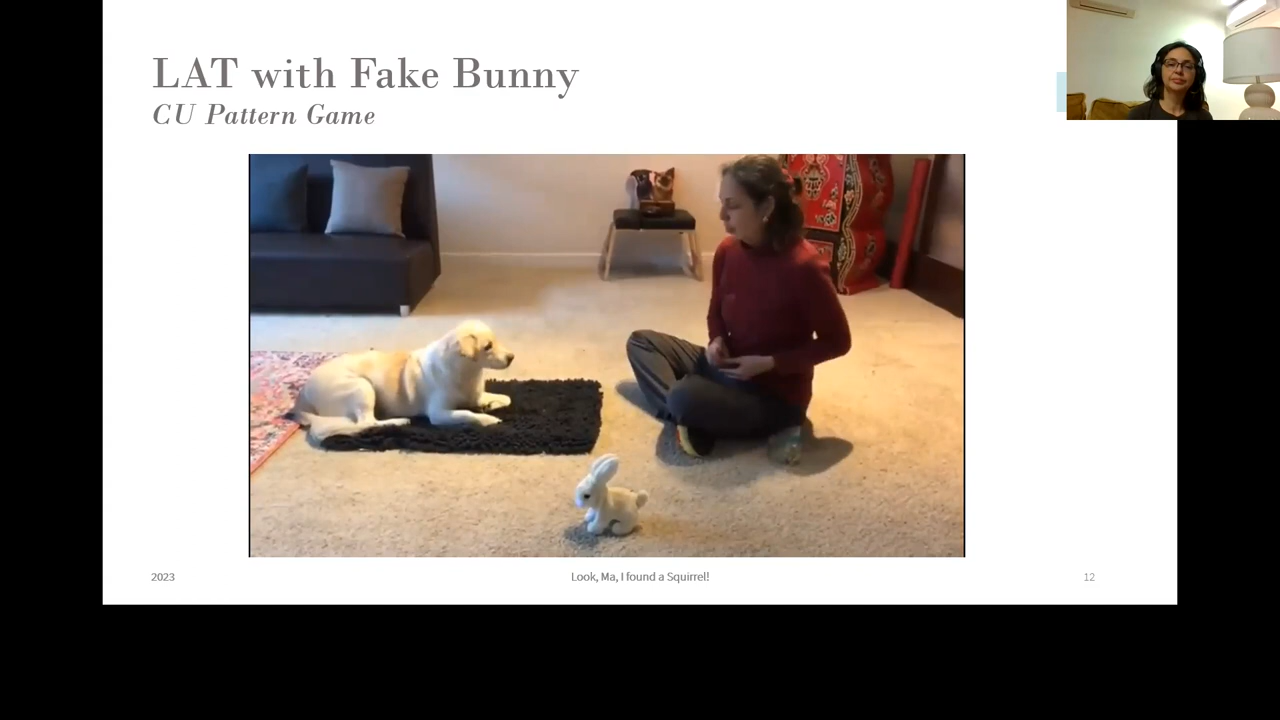 LAT with Fake Bunny
CU Pattern Game
2023
Look, Ma, I found a Squirrel!
12